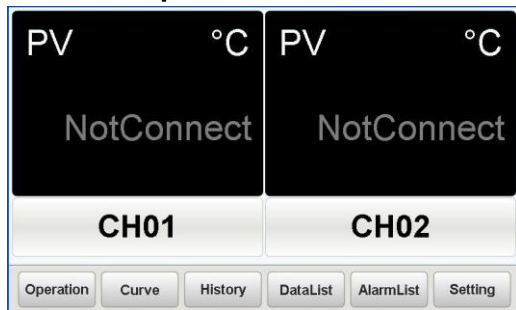 PV °C PV °C
NotConnect NotConnect
CH01 CH02
Operation Curve History DataList AlarmList Setting